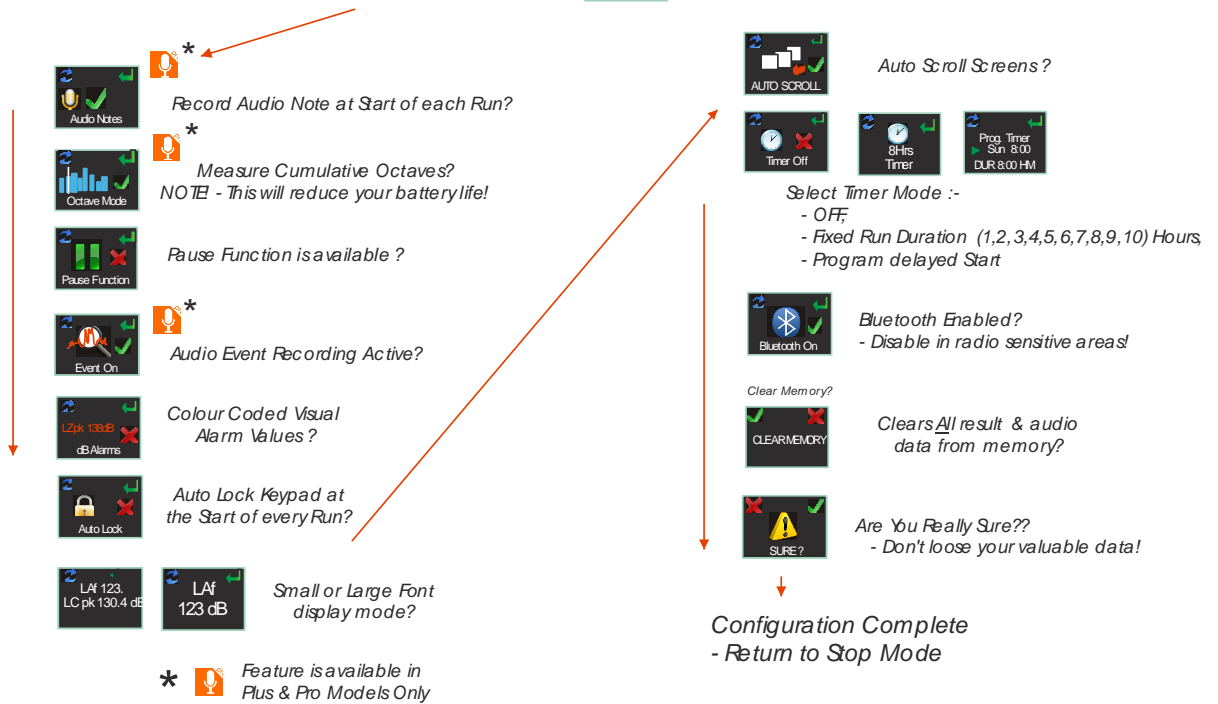 *
Audio Notes
Record Audio Note at Start of each Run?
*
Octave Mode
Measure Cumulative Octaves?
NOTE! - This will reduce your battery life!
Pause Function
Pause Function is available ?
*
Event On
Audio Event Recording Active?
LZpk 138dB
dB Alarms
Colour Coded Visual
Alarm Values ?
Auto Lock
Auto Lock Keypad at
the Start of every Run?
LAf 123.
LC pk 130.4 dB
LAf
123 dB
Small or Large Font
display mode?
*
Feature is available in
Plus & Pro Models Only
AUTO SCROLL
Auto Scroll Screens ?
Timer Off
8Hrs
Timer
Prog. Timer
Sun 8:00
DUR 8:00 HM
Select Timer Mode :-
- OFF,
- Fixed Run Duration (1,2,3,4,5,6,7,8,9,10) Hours,
- Program delayed Start
Bluetooth On
Bluetooth Enabled?
- Disable in radio sensitive areas!
Clear Memory?
CLEAR MEMORY
Clears All result & audio
data from memory?
SURE ?
Are You Really Sure??
- Don't loose your valuable data!
Configuration Complete
- Return to Stop Mode